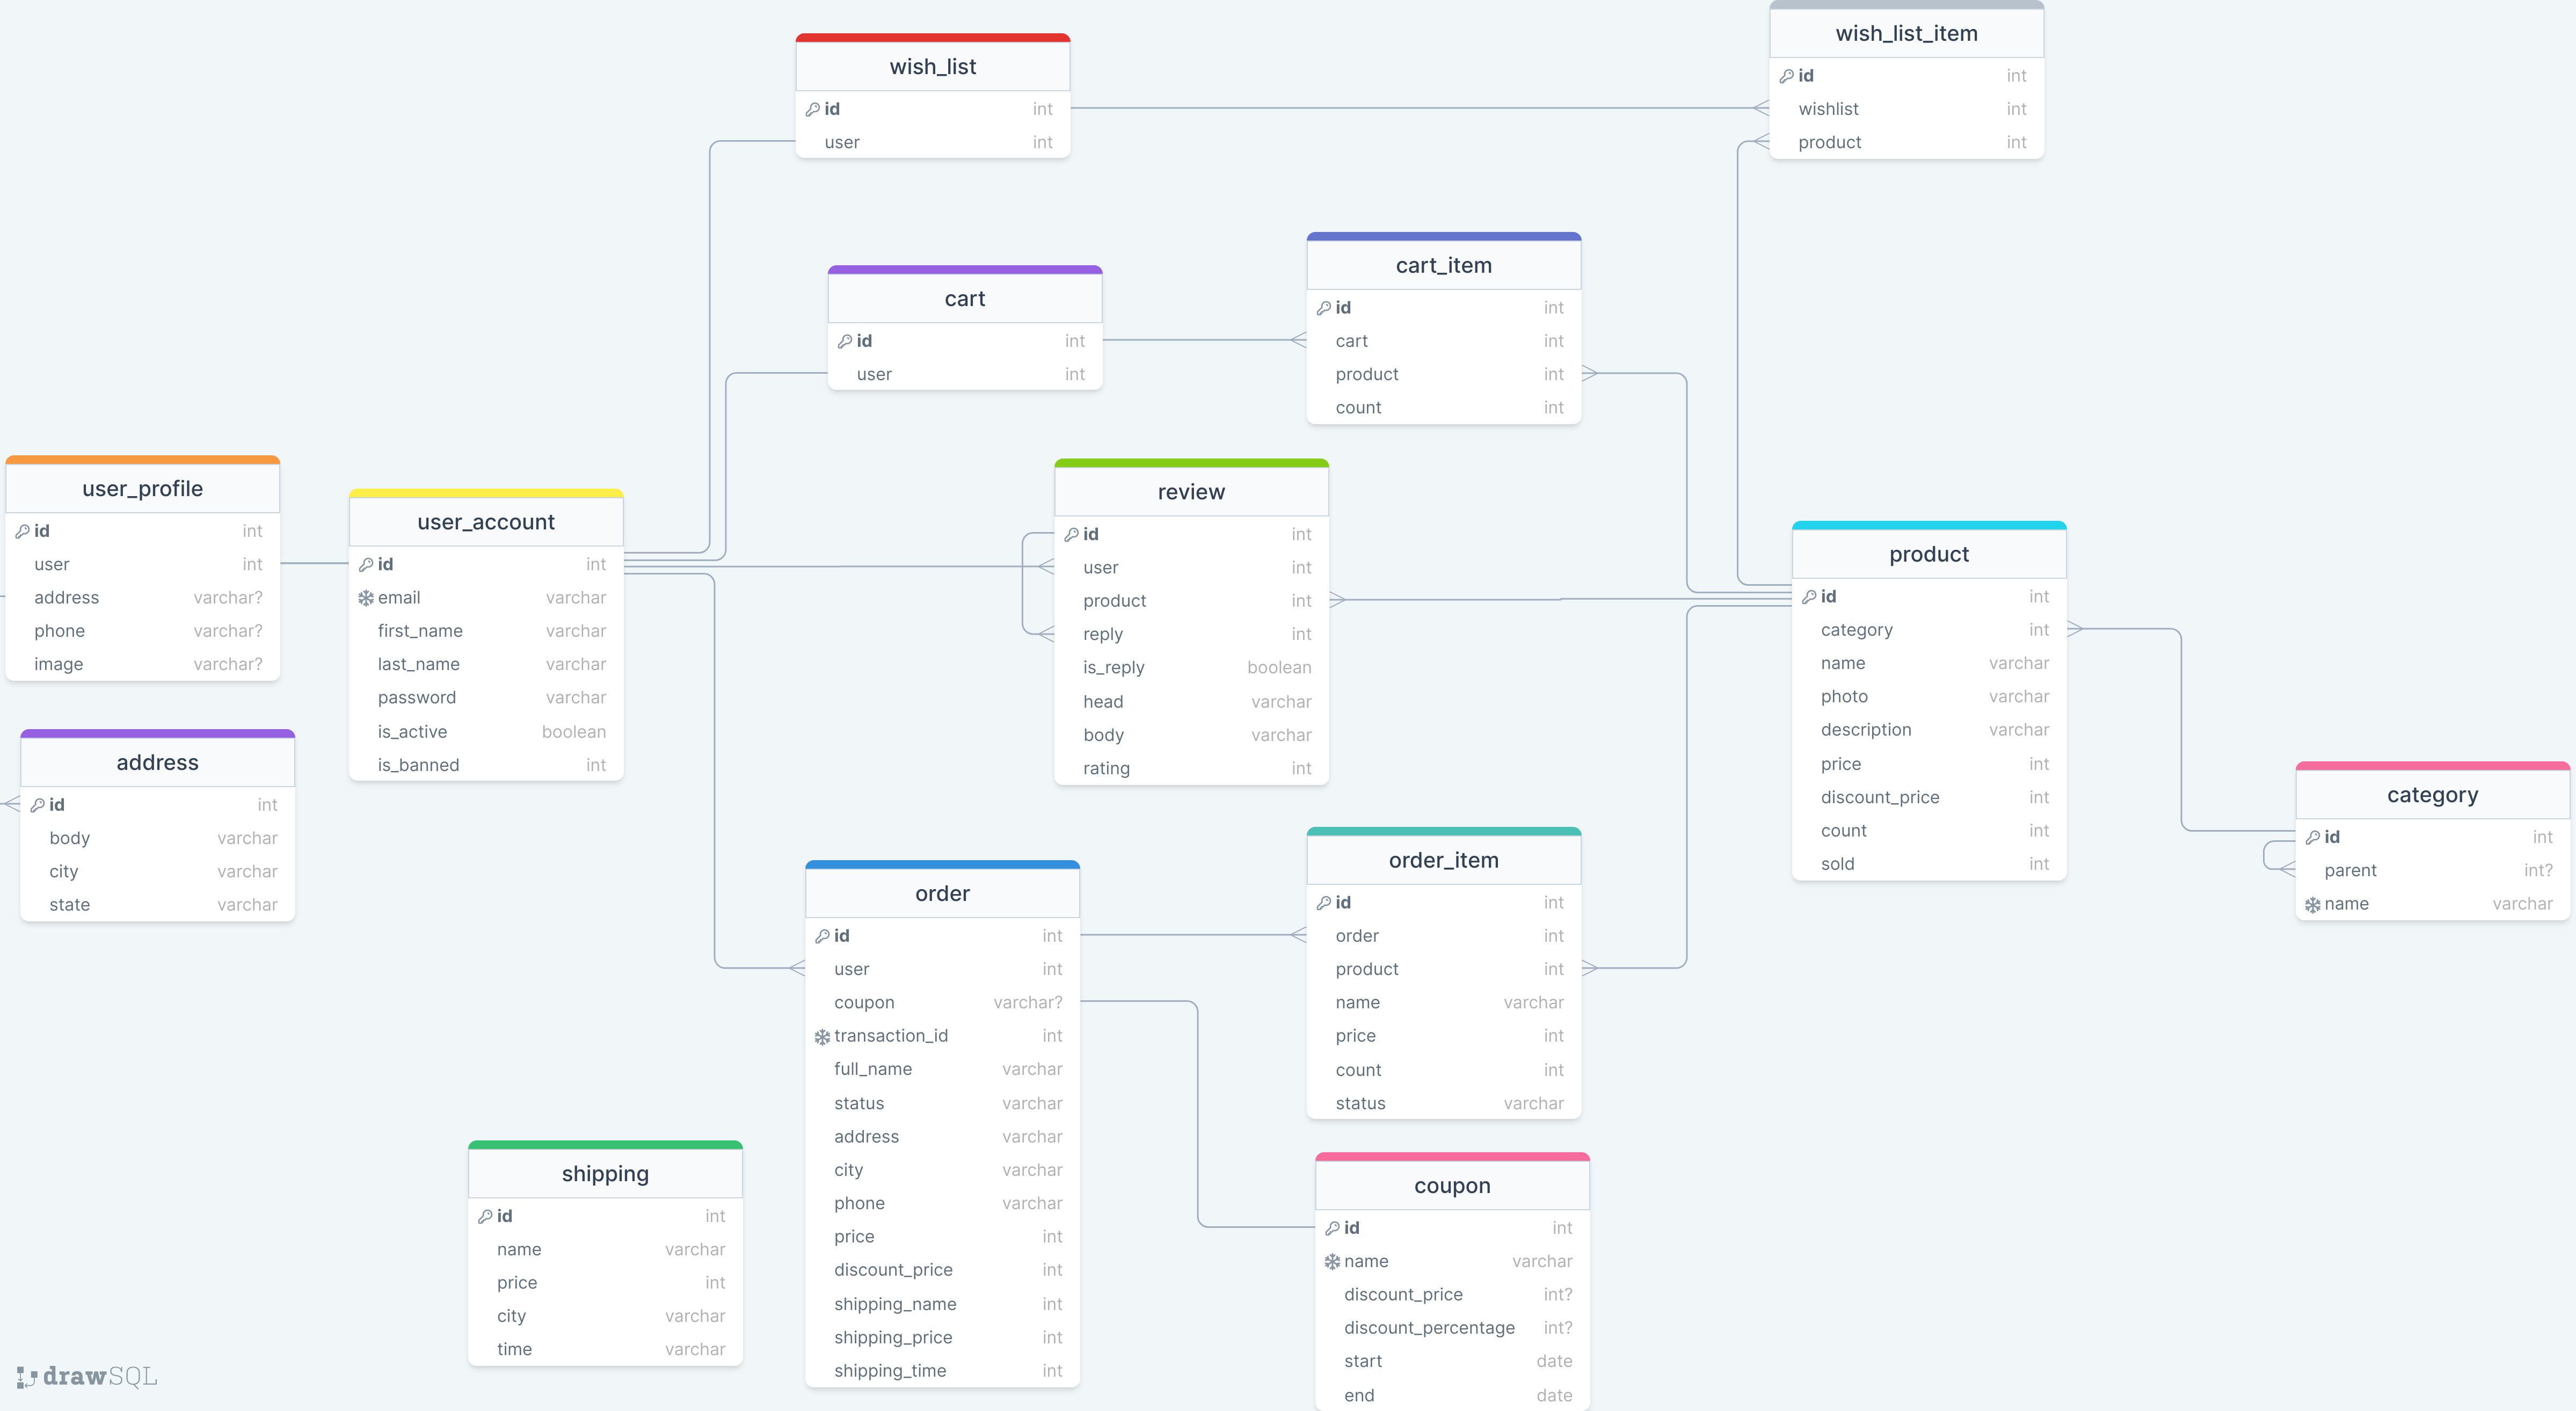 wish_list
id int
user int
wish_list_item
id int
wishlist int
product int
cart
id int
user int
cart_item
id int
cart int
product int
count int
user_profile
id int
user int
address varchar?
phone varchar?
image varchar?
user_account
id int
email varchar
first_name varchar
last_name varchar
password varchar
is_active boolean
is_banned int
review
id int
user int
product int
reply int
is_reply boolean
head varchar
body varchar
rating int
product
id int
category int
name varchar
photo varchar
description varchar
price int
discount_price int
count int
sold int
address
id int
body varchar
city varchar
state varchar
category
id int
parent int?
name varchar
order
id int
user int
coupon varchar?
transaction_id int
full_name varchar
status varchar
address varchar
city varchar
phone varchar
price int
discount_price int
shipping_name int
shipping_price int
shipping_time int
order_item
id int
order int
product int
name varchar
price int
count int
status varchar
shipping
id int
name varchar
price int
city varchar
time varchar
coupon
id int
name varchar
discount_price int?
discount_percentage int?
start date
end date
drawSQL